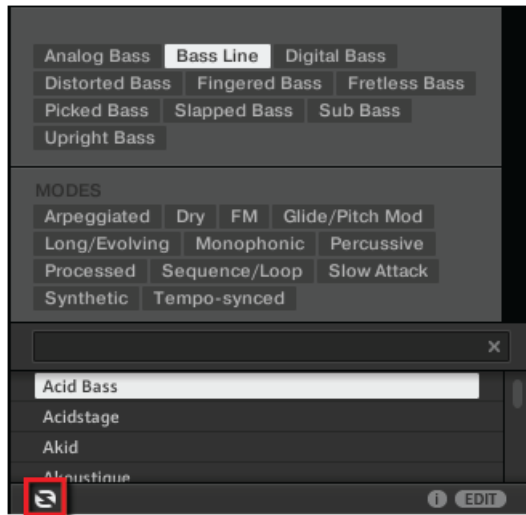 Analog Bass Bass Line Digital Bass
Distorted Bass Fingered Bass Fretless Bass
Picked Bass Slapped Bass Sub Bass
Upright Bass
MODES
Arpeggiated Dry FM Glide/Pitch Mod
Long/Evolving Monophonic Percussive
Processed Sequence/Loop Slow Attack
Synthetic Tempo-synced
Acid Bass
Acidstage
Akid
Akoustique
i EDIT